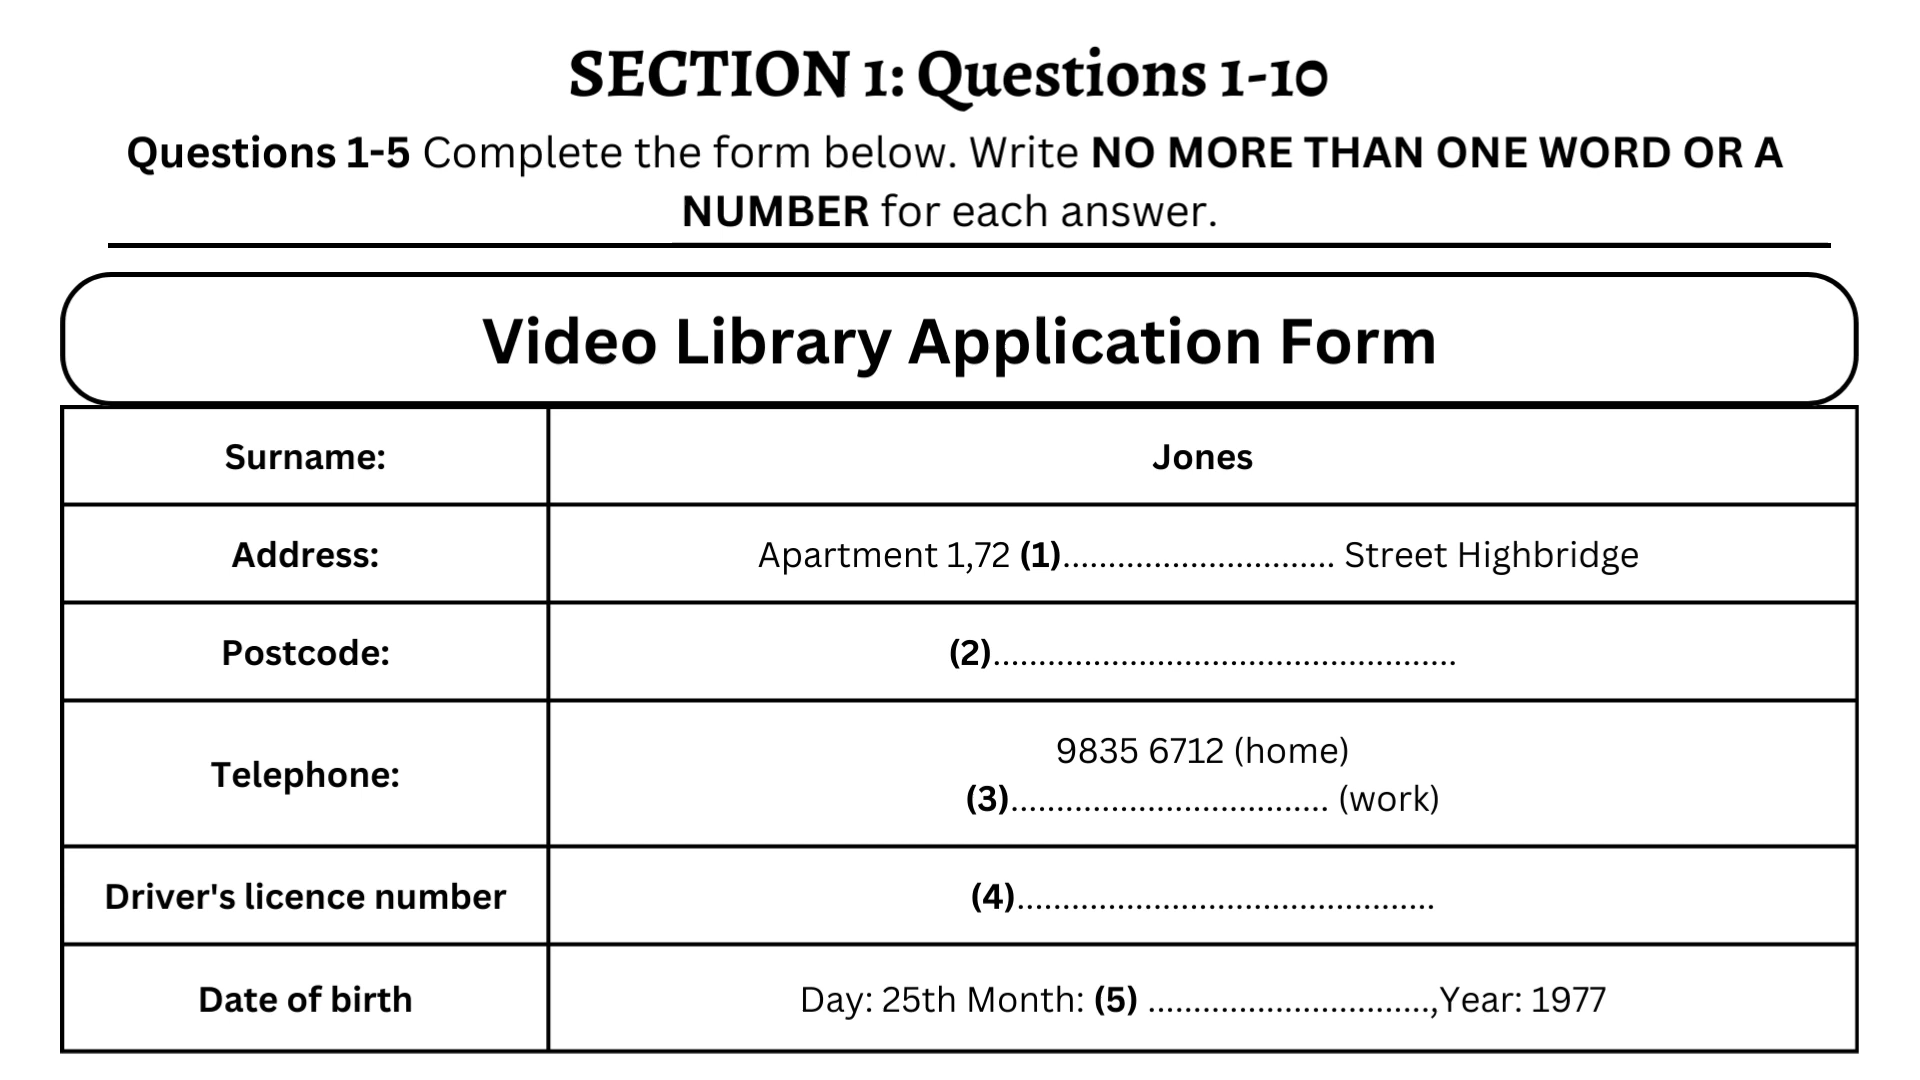 SECTION 1: Questions 1-10
Questions 1-5 Complete the form below. Write NO MORE THAN ONE WORD OR A
NUMBER for each answer.
Video Library Application Form
Surname: Jones
Address: Apartment 1,72 (1).............................. Street Highbridge
Postcode: (2)...................................................
Telephone:
9835 6712 (home)
(3)................................... (work)
Driver's licence number (4)..............................................
Date of birth Day: 25th Month: (5) ...............................,Year: 1977